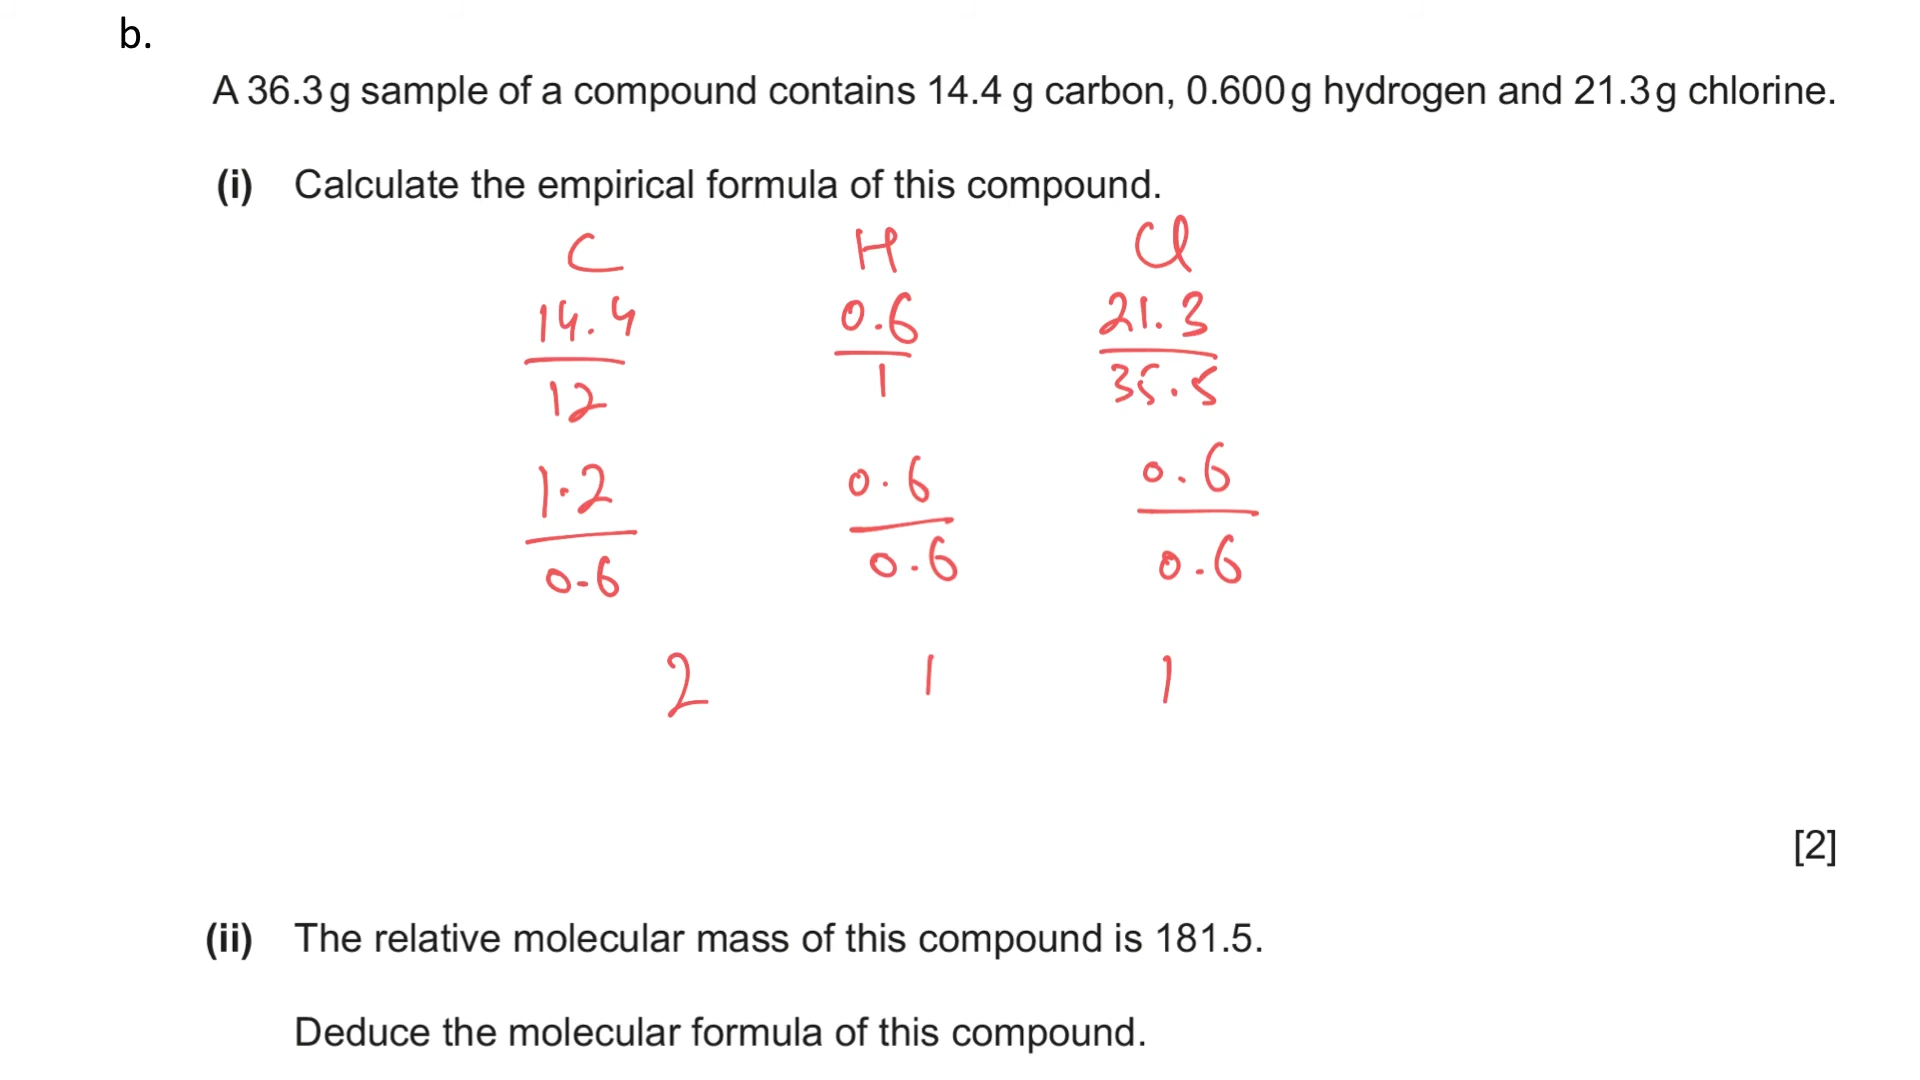 b.
A 36.3 g sample of a compound contains 14.4 g carbon, 0.600 g hydrogen and 21.3 g chlorine.
(i) Calculate the empirical formula of this compound.
C H Cl
14.4 0.6 21.3
12 1 35.5
1.2 0.6 0.6
0.6 0.6 0.6
2 1 1
[2]
(ii) The relative molecular mass of this compound is 181.5.
Deduce the molecular formula of this compound.